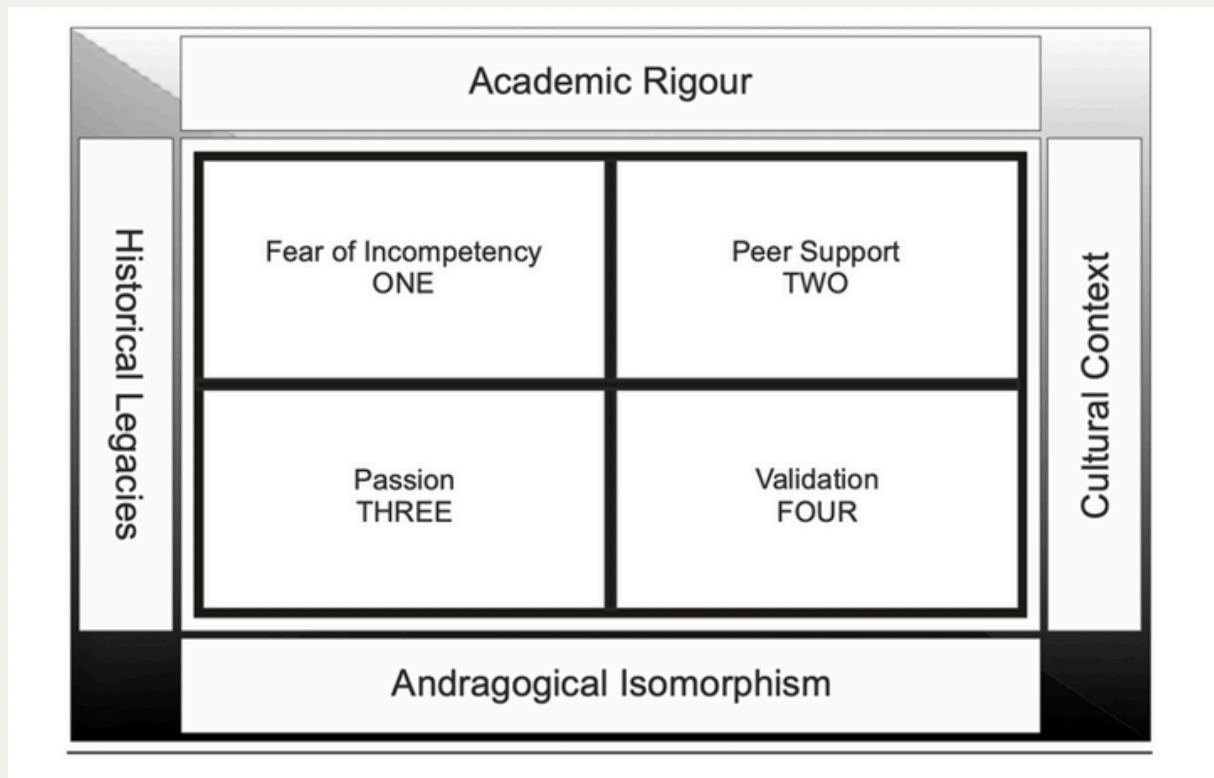 Academic Rigour
Historical Legacies
Fear of Incompetency
ONE
Peer Support
TWO
Passion
THREE
Validation
FOUR
Cultural Context
Andragogical Isomorphism